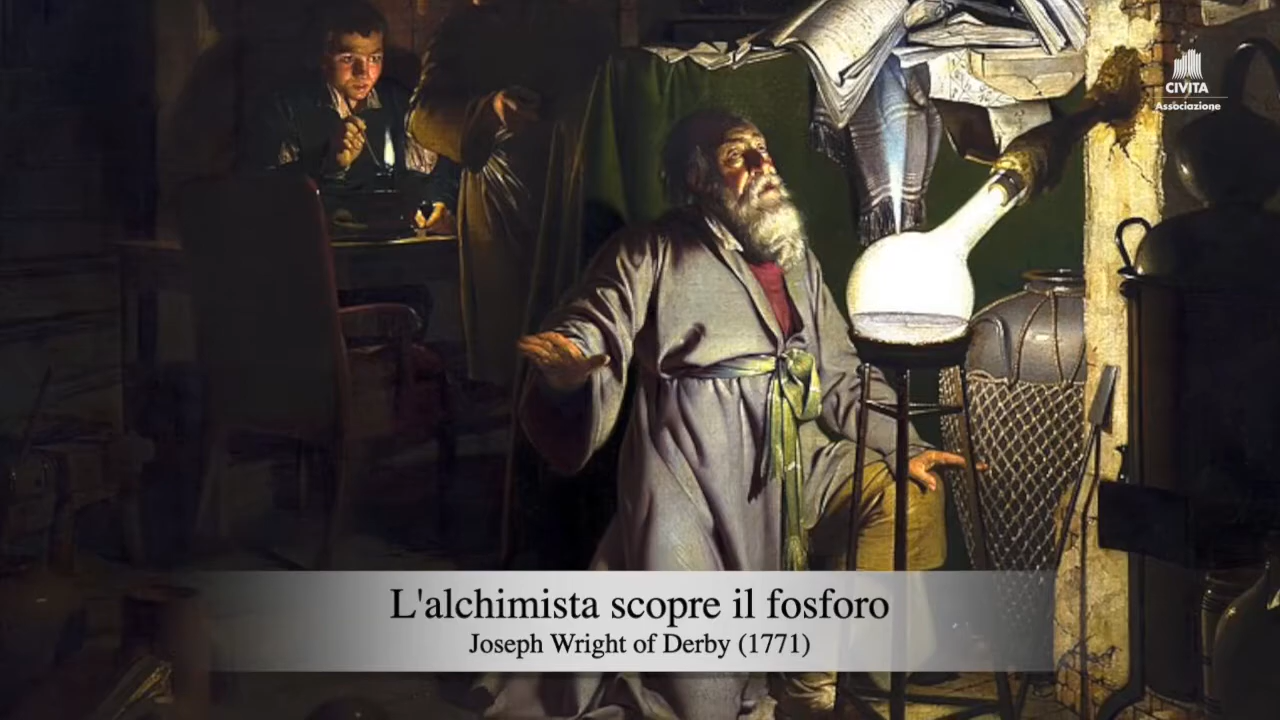 CIVITA
Associazione
L'alchimista scopre il fosforo
Joseph Wright of Derby (1771)